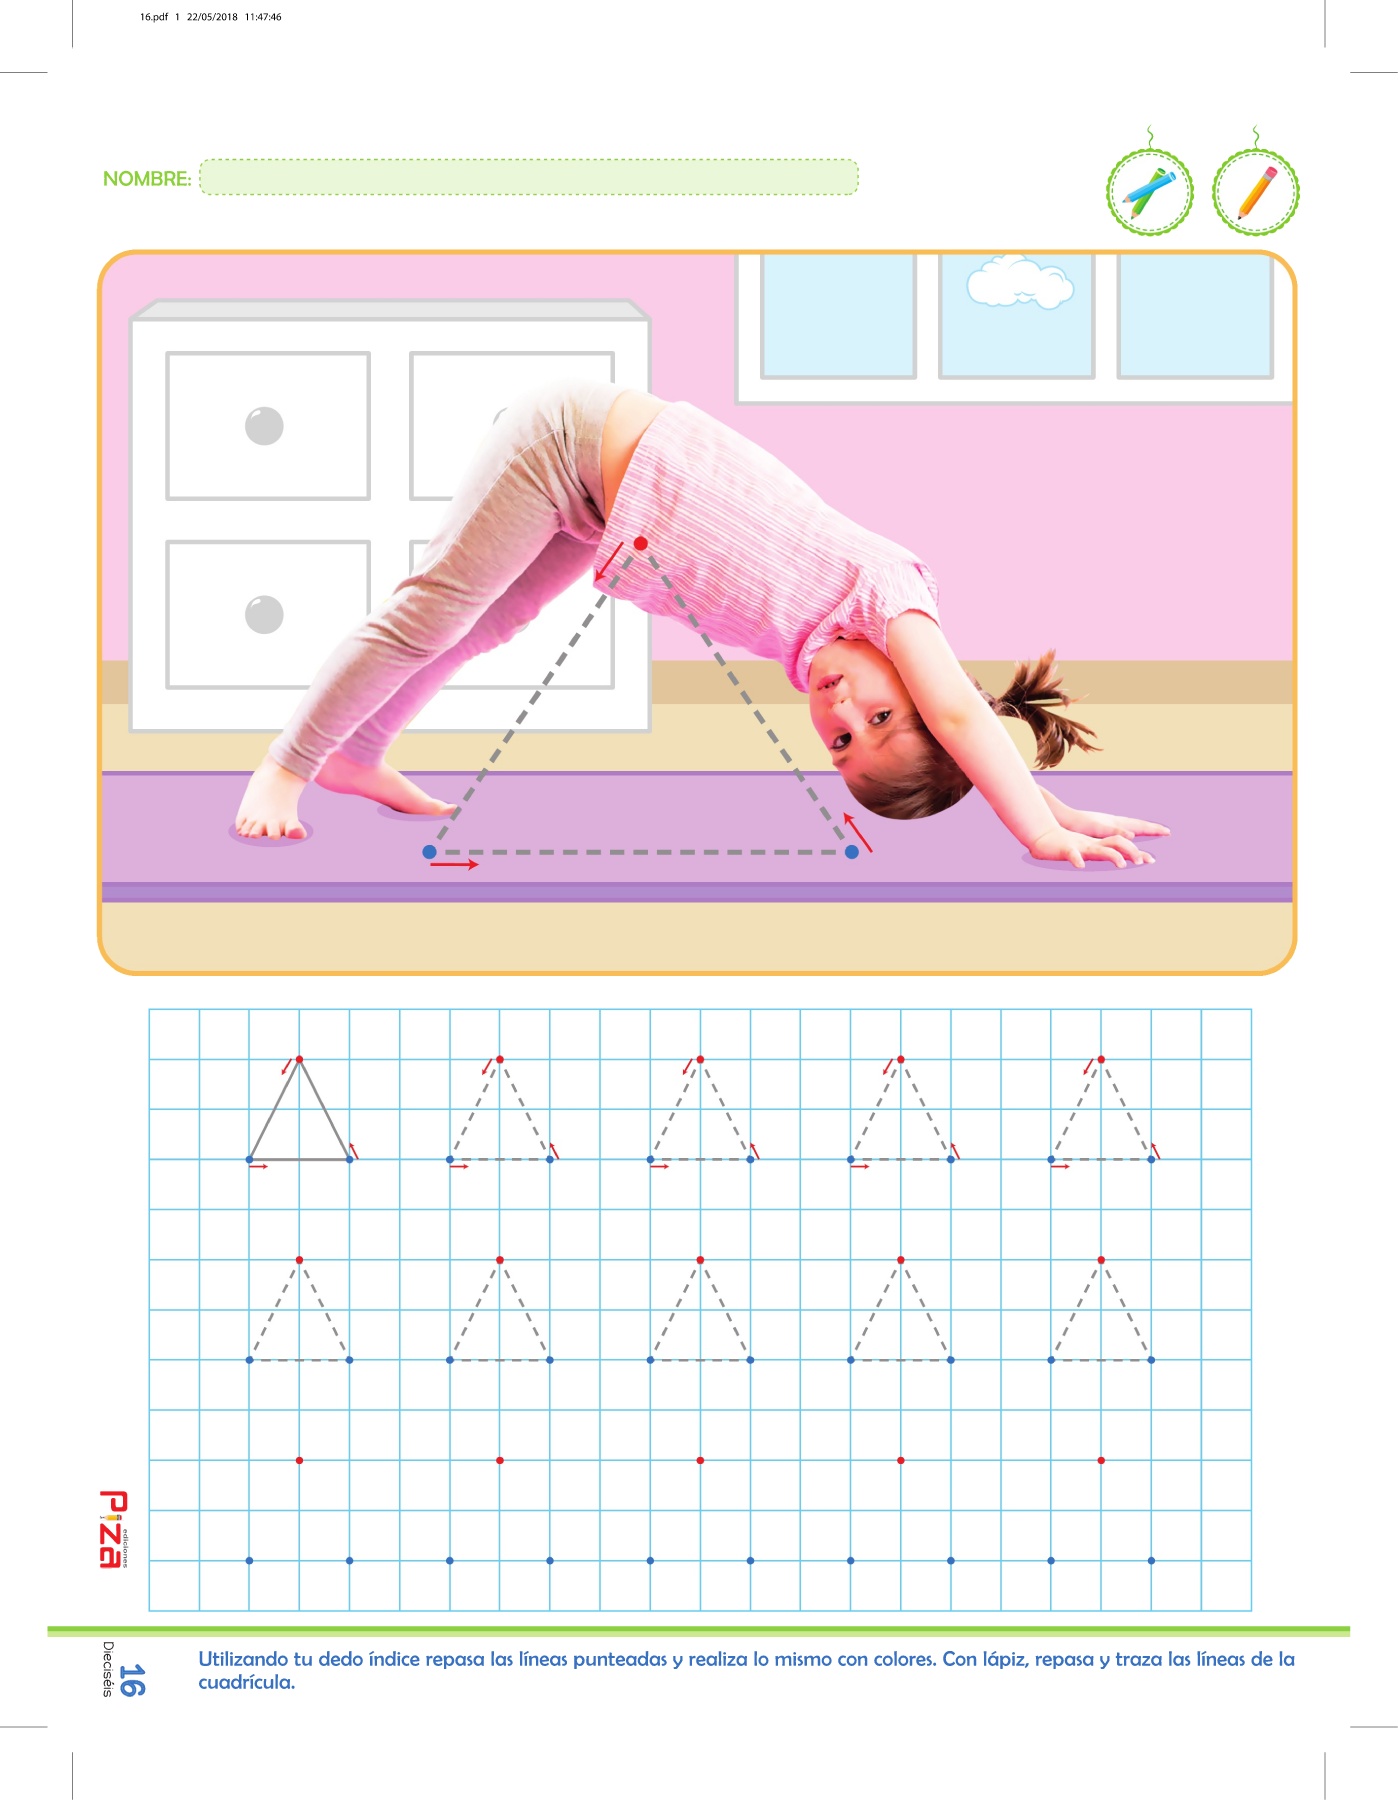 16.pdf 1 22/05/2018 11:47:46
NOMBRE:
Piza
ediciones
16
Dieciséis
Utilizando tu dedo índice repasa las líneas punteadas y realiza lo mismo con colores. Con lápiz, repasa y traza las líneas de la
cuadrícula.